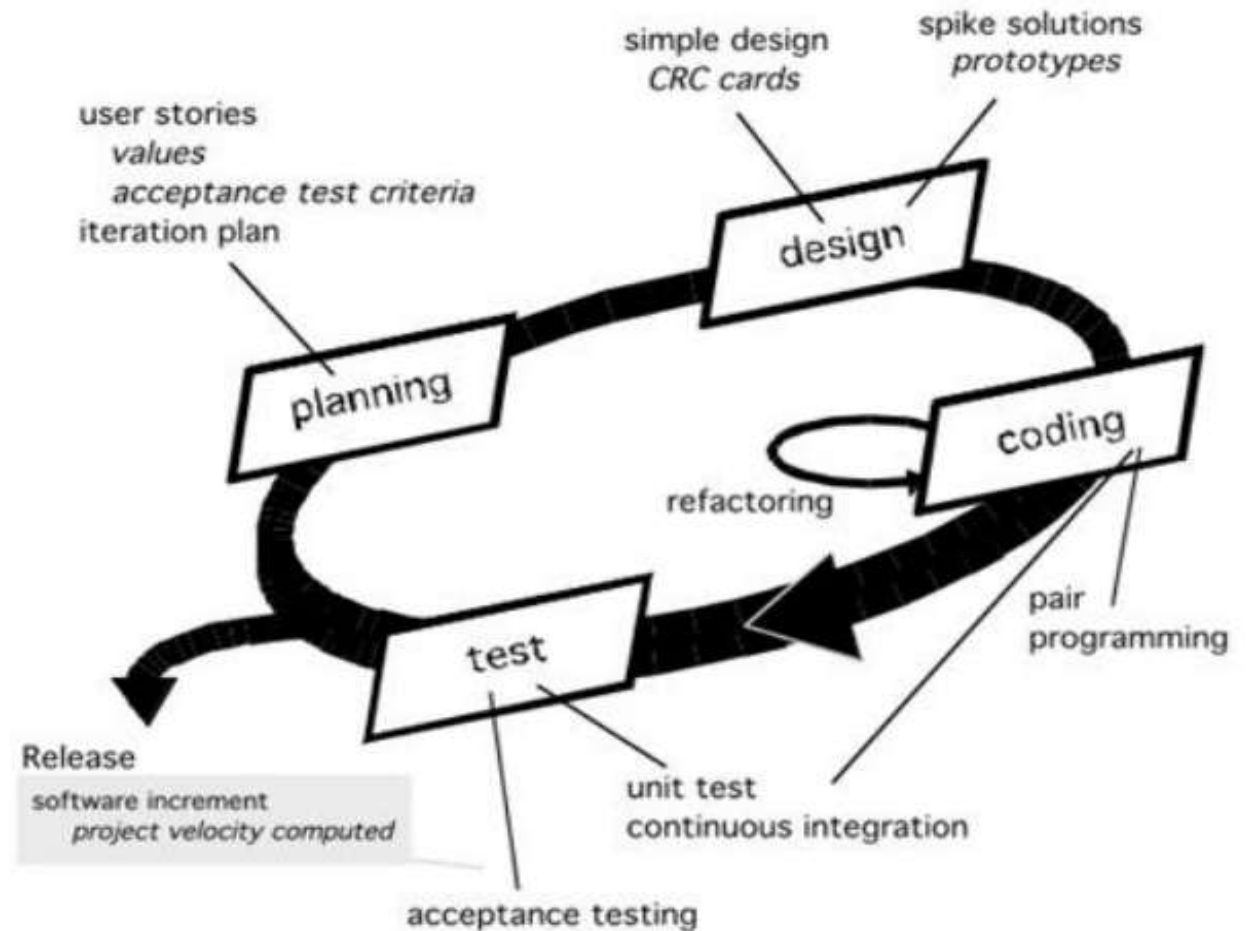 simple design
CRC cards
spike solutions
prototypes
user stories
values
acceptance test criteria
iteration plan
design
planning
coding
refactoring
pair
programming
test
Release
software increment
project velocity computed
unit test
continuous integration
acceptance testing